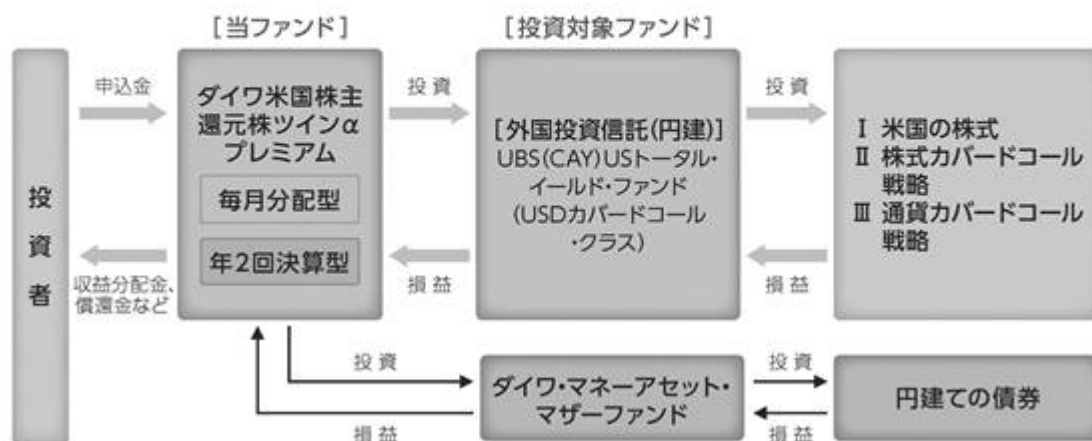 [当ファンド]
[投資対象ファンド]
投資者
申込金
収益分配金、
償還金など
ダイワ米国株主
還元株ツインα
プレミアム
毎月分配型
年2回決算型
投資
損益
[外国投資信託(円建)]
UBS(CAY)USトータル・
イールド・ファンド
(USDカバードコール
・クラス)
投資
損益
Ⅰ 米国の株式
Ⅱ 株式カバードコール
戦略
Ⅲ 通貨カバードコール
戦略
投資
損益
ダイワ・マネーアセット・
マザーファンド
投資
損益
円建ての債券